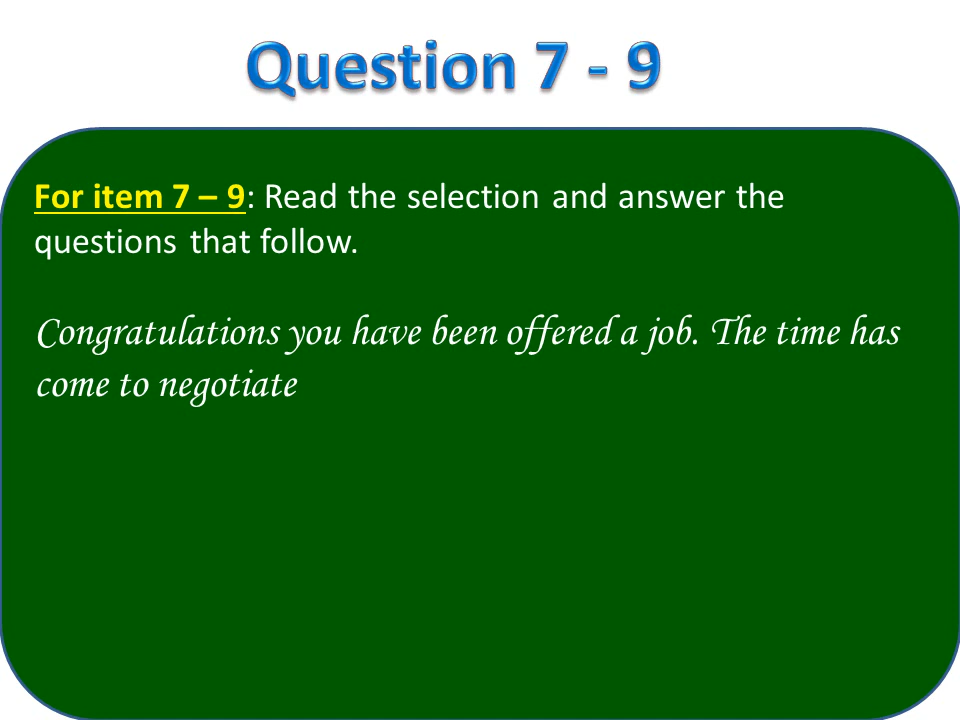 Question 7 - 9
For item 7 – 9: Read the selection and answer the
questions that follow.
Congratulations you have been offered a job. The time has
come to negotiate